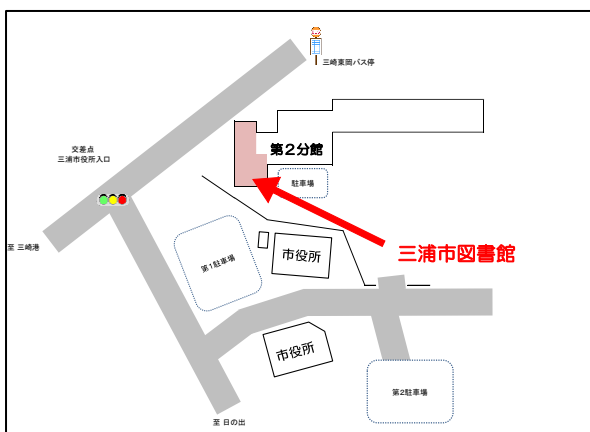 三崎東岡バス停
交差点
三浦市役所入口
第２分館
駐車場
至 三崎港
三浦市図書館
第1駐車場
市役所
市役所
第2駐車場
至 日の出